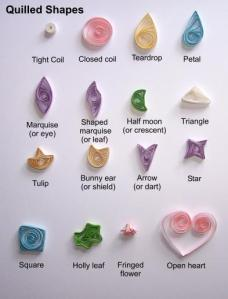 Quilled Shapes
Tight Coil
Closed coil
Teardrop
Petal
Marquise
(or eye)
Shaped
marquise
(or leaf)
Half moon
(or crescent)
Triangle
Tulip
Bunny ear
(or shield)
Arrow
(or dart)
Star
Square
Holly leaf
Fringed
flower
Open heart